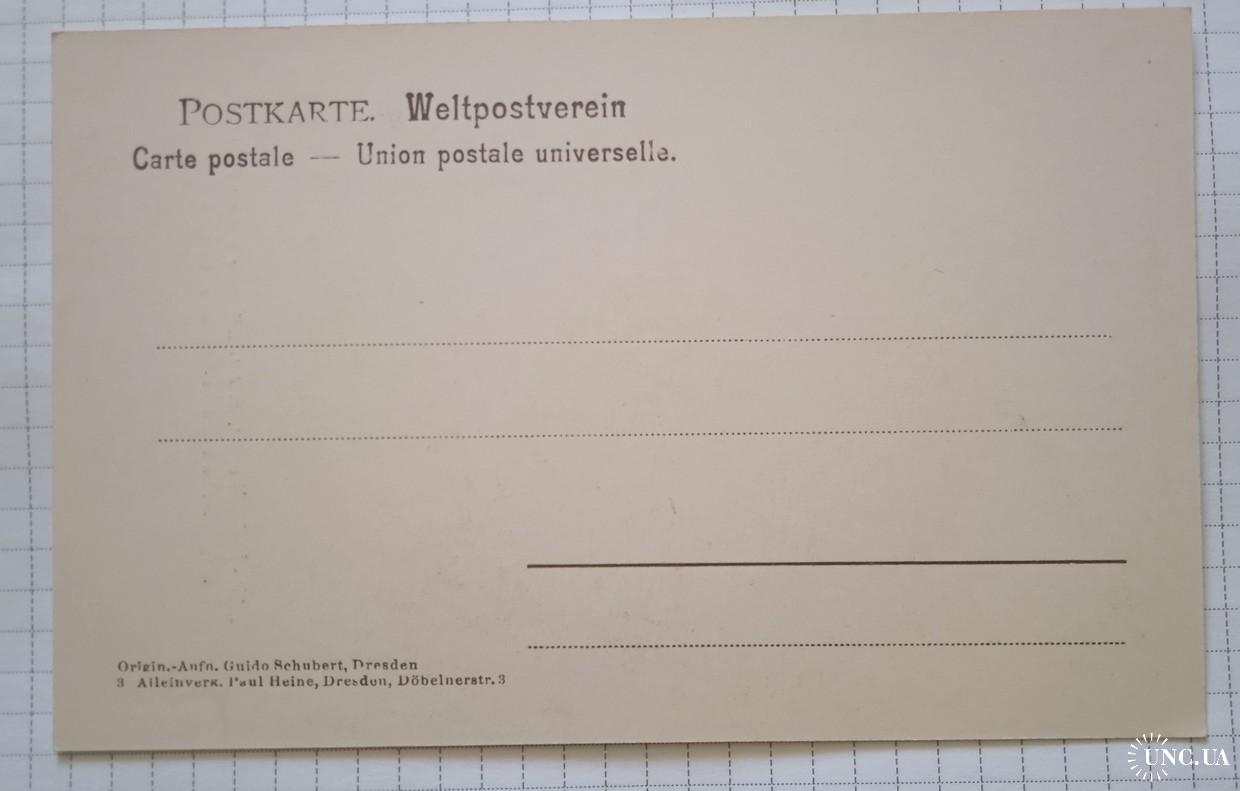 POSTKARTE. Weltpostverein
Carte postale — Union postale universelle.
Origin.-Aufn. Guido Schubert, Dresden
3 Alleinverk. Paul Heine, Dresden, Döbelnerstr. 3
UNC.UA